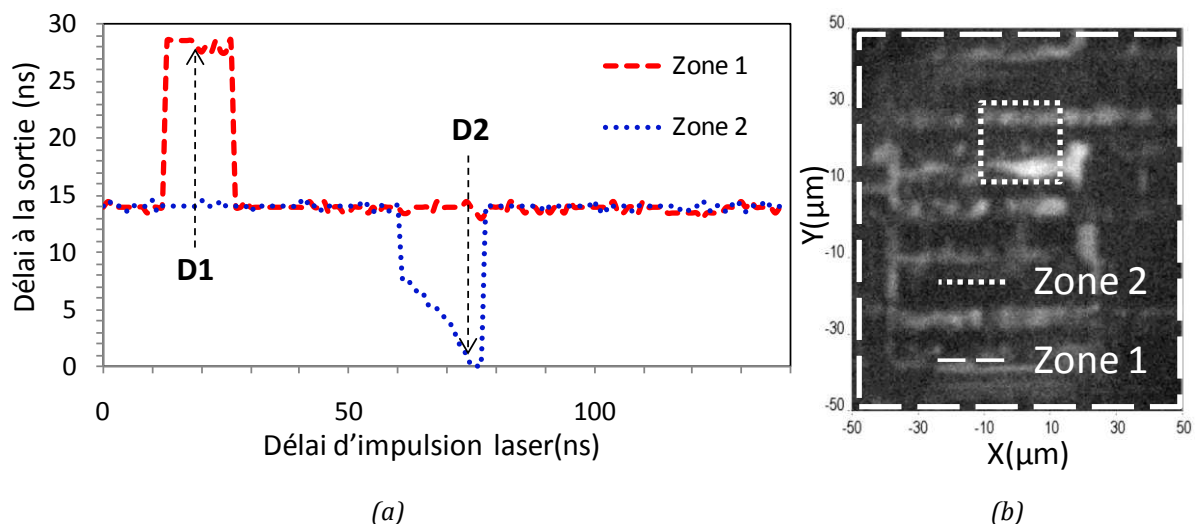 30
25
20
15
10
5
0
Délai à la sortie (ns)
Zone 1
Zone 2
D2
D1
0
50
100
Délai d'impulsion laser(ns)
(a)
50
30
10
-10
-30
-50
Y(µm)
Zone 2
Zone 1
-50
-30
-10
10
30
50
X(µm)
(b)